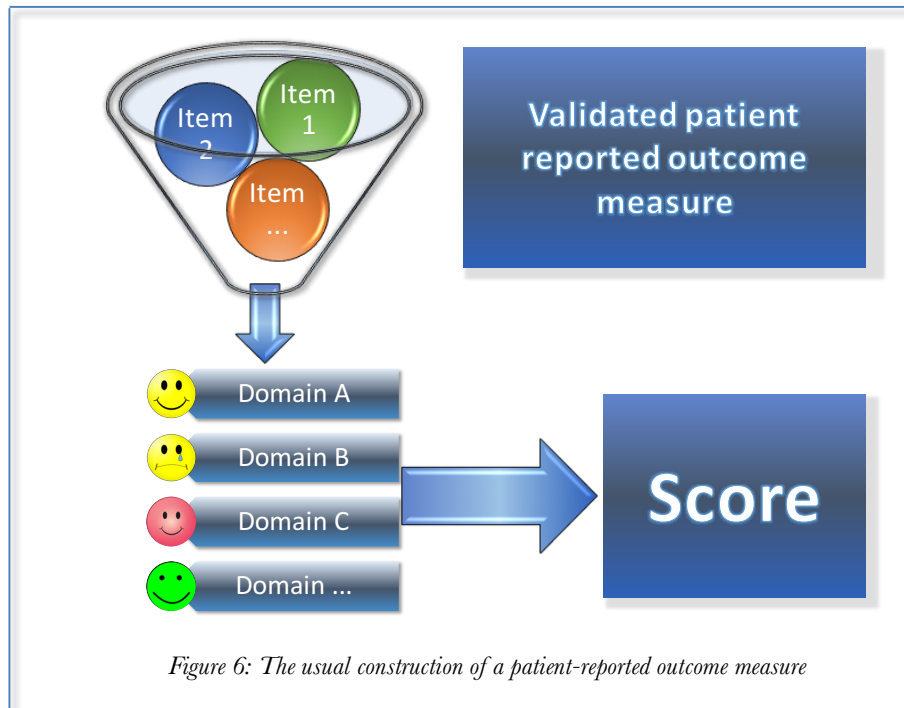 Item
1
Item
2
Item
...
Validated patient
reported outcome
measure
Domain A
Domain B
Domain C
Domain ...
Score
Figure 6: The usual construction of a patient-reported outcome measure